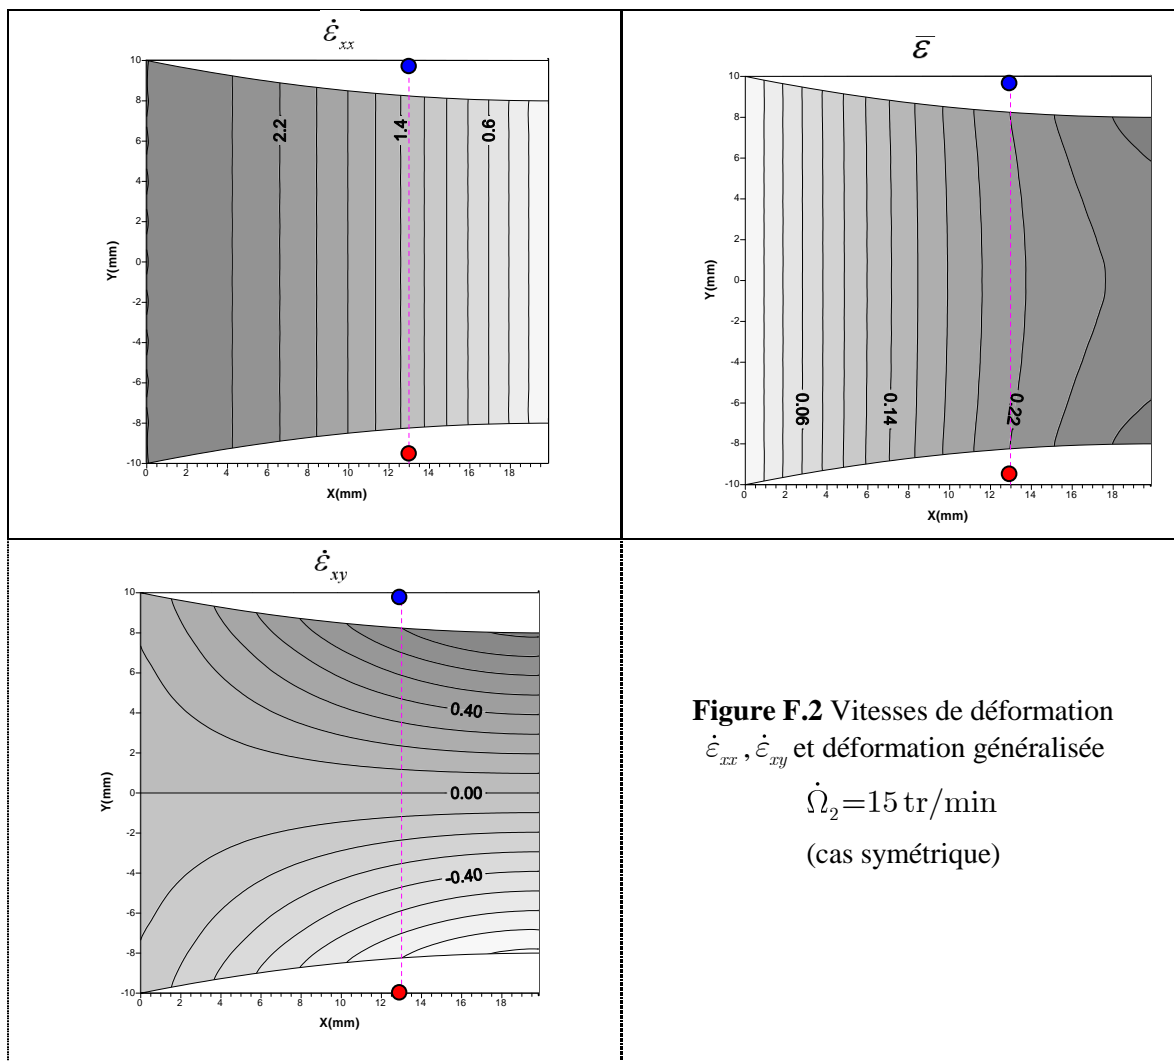 ε̇xx
10
8
6
4
2
0
-2
-4
-6
-8
-10
Y(mm)
2.2
1.4
0.6
0 2 4 6 8 10 12 14 16 18
X(mm)
ε̅
10
8
6
4
2
0
-2
-4
-6
-8
-10
Y(mm)
0.06
0.14
0.22
0 2 4 6 8 10 12 14 16 18
X(mm)
ε̇xy
10
8
6
4
2
0
-2
-4
-6
-8
-10
Y(mm)
0.40
0.00
-0.40
0 2 4 6 8 10 12 14 16 18
X(mm)
Figure F.2 Vitesses de déformation
ε̇xx , ε̇xy et déformation généralisée
Ω̇2=15 tr/min
(cas symétrique)